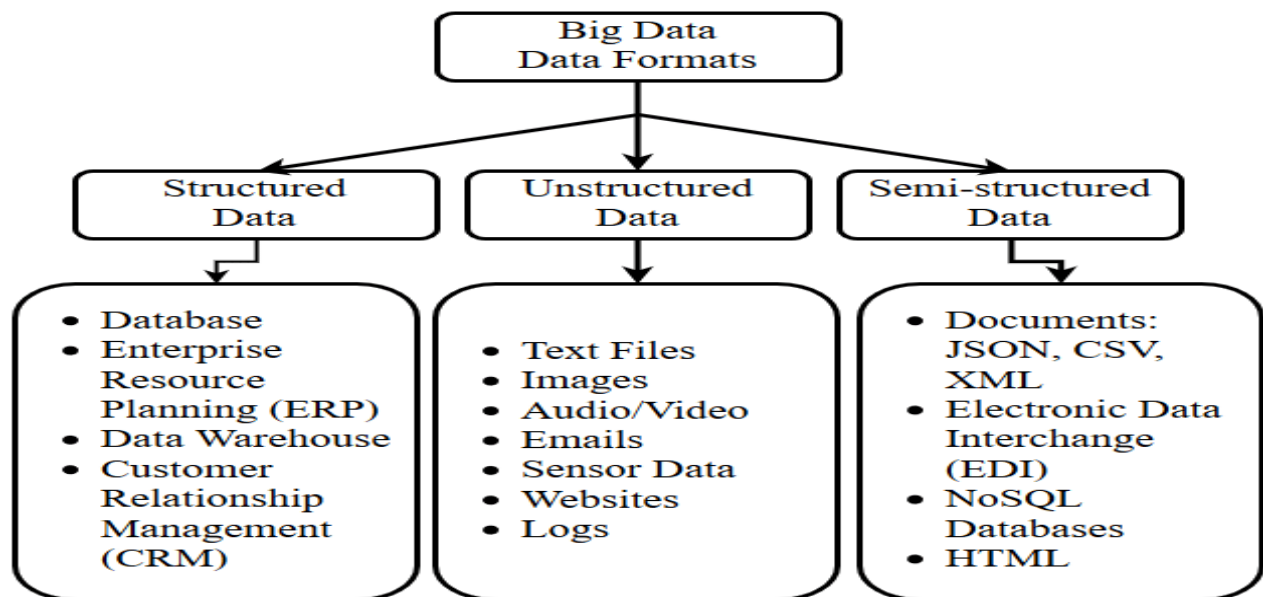 Big Data
Data Formats
Structured
Data
Unstructured
Data
Semi-structured
Data
• Database
• Enterprise
Resource
Planning (ERP)
• Data Warehouse
• Customer
Relationship
Management
(CRM)
• Text Files
• Images
• Audio/Video
• Emails
• Sensor Data
• Websites
• Logs
• Documents:
JSON, CSV,
XML
• Electronic Data
Interchange
(EDI)
• NoSQL
Databases
• HTML